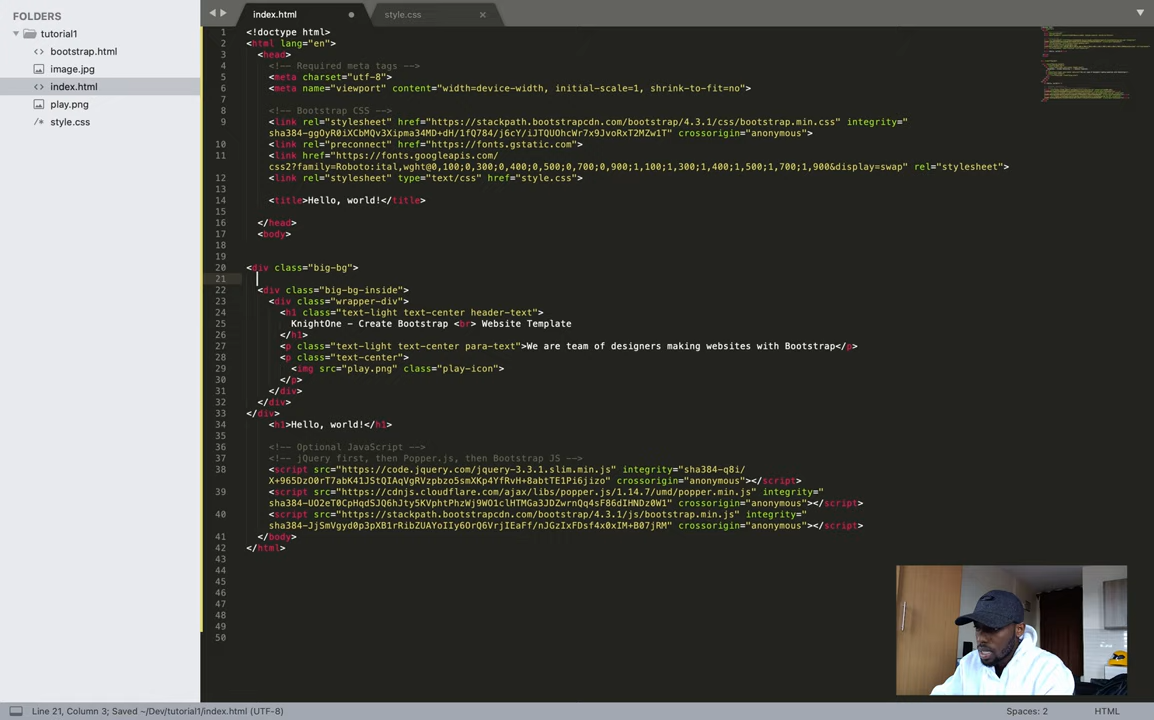 FOLDERS
tutorial1
bootstrap.html
image.jpg
index.html
play.png
style.css
index.html
style.css
1 <!doctype html>
2 <html lang="en">
3 <head>
4 <!-- Required meta tags -->
5 <meta charset="utf-8">
6 <meta name="viewport" content="width=device-width, initial-scale=1, shrink-to-fit=no">
7
8 <!-- Bootstrap CSS -->
9 <link rel="stylesheet" href="https://stackpath.bootstrapcdn.com/bootstrap/4.3.1/css/bootstrap.min.css" integrity="
sha384-ggOyR0iXCbMQv3Xipma34MD+dH/1fQ784/j6cY/iJTQUOhcWr7x9JvoRxT2MZw1T" crossorigin="anonymous">
10 <link rel="preconnect" href="https://fonts.gstatic.com">
11 <link href="https://fonts.googleapis.com/
css2?family=Roboto:ital,wght@0,100;0,300;0,400;0,500;0,700;0,900;1,100;1,300;1,400;1,500;1,700;1,900&display=swap" rel="stylesheet">
12 <link rel="stylesheet" type="text/css" href="style.css">
13
14 <title>Hello, world!</title>
15
16 </head>
17 <body>
18
19
20 <div class="big-bg">
21
22 <div class="big-bg-inside">
23 <div class="wrapper-div">
24 <h1 class="text-light text-center header-text">
25 KnightOne - Create Bootstrap <br> Website Template
26 </h1>
27 <p class="text-light text-center para-text">We are team of designers making websites with Bootstrap</p>
28 <p class="text-center">
29 <img src="play.png" class="play-icon">
30 </p>
31 </div>
32 </div>
33 </div>
34 <h1>Hello, world!</h1>
35
36 <!-- Optional JavaScript -->
37 <!-- jQuery first, then Popper.js, then Bootstrap JS -->
38 <script src="https://code.jquery.com/jquery-3.3.1.slim.min.js" integrity="sha384-q8i/
X+965DzO0rT7abK41JStQIAqVgRVzpbzo5smXKp4YfRvH+8abtTE1Pi6jizo" crossorigin="anonymous"></script>
39 <script src="https://cdnjs.cloudflare.com/ajax/libs/popper.js/1.14.7/umd/popper.min.js" integrity="
sha384-UO2eT0CpHqdSJQ6hJty5KVphtPhzWj9WO1clHTMGa3JDZwrnQq4sF86dIHNDz0W1" crossorigin="anonymous"></script>
40 <script src="https://stackpath.bootstrapcdn.com/bootstrap/4.3.1/js/bootstrap.min.js" integrity="
sha384-JjSmVgyd0p3pXB1rRibZUAYoIIy6OrQ6VrjIEaFf/nJGzIxFDsf4x0xIM+B07jRM" crossorigin="anonymous"></script>
41 </body>
42 </html>
43
44
45
46
47
48
49
50
Line 21, Column 3; Saved ~/Dev/tutorial1/index.html (UTF-8)
Spaces: 2
HTML